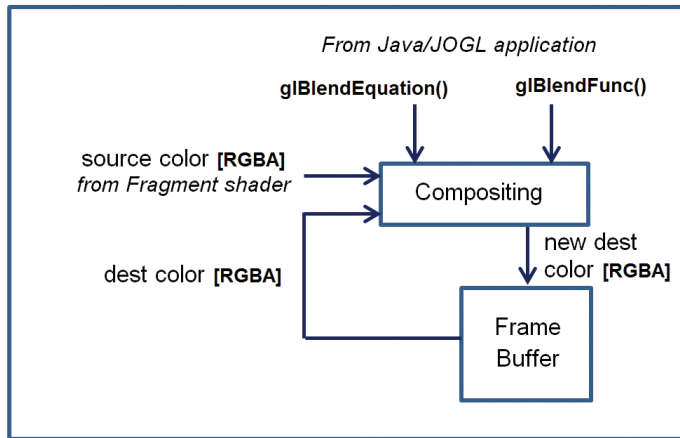 From Java/JOGL application
glBlendEquation()
glBlendFunc()
source color [RGBA]
from Fragment shader
Compositing
dest color [RGBA]
new dest
color [RGBA]
Frame
Buffer